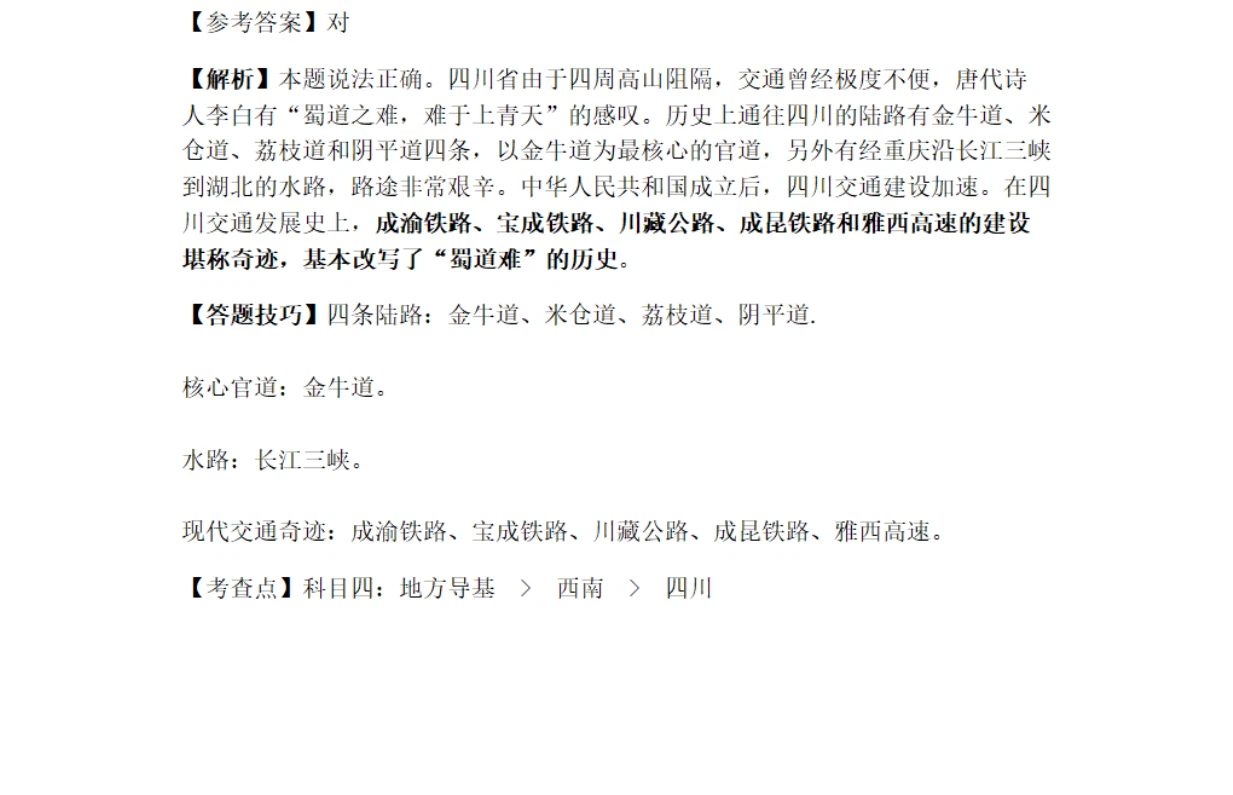 【参考答案】对
【解析】本题说法正确。四川省由于四周高山阻隔，交通曾经极度不便，唐代诗
人李白有“蜀道之难，难于上青天”的感叹。历史上通往四川的陆路有金牛道、米
仓道、荔枝道和阴平道四条，以金牛道为最核心的官道，另外有经重庆沿长江三峡
到湖北的水路，路途非常艰辛。中华人民共和国成立后，四川交通建设加速。在四
川交通发展史上，成渝铁路、宝成铁路、川藏公路、成昆铁路和雅西高速的建设
堪称奇迹，基本改写了“蜀道难”的历史。
【答题技巧】四条陆路：金牛道、米仓道、荔枝道、阴平道.
核心官道：金牛道。
水路：长江三峡。
现代交通奇迹：成渝铁路、宝成铁路、川藏公路、成昆铁路、雅西高速。
【考查点】科目四：地方导基 > 西南 > 四川